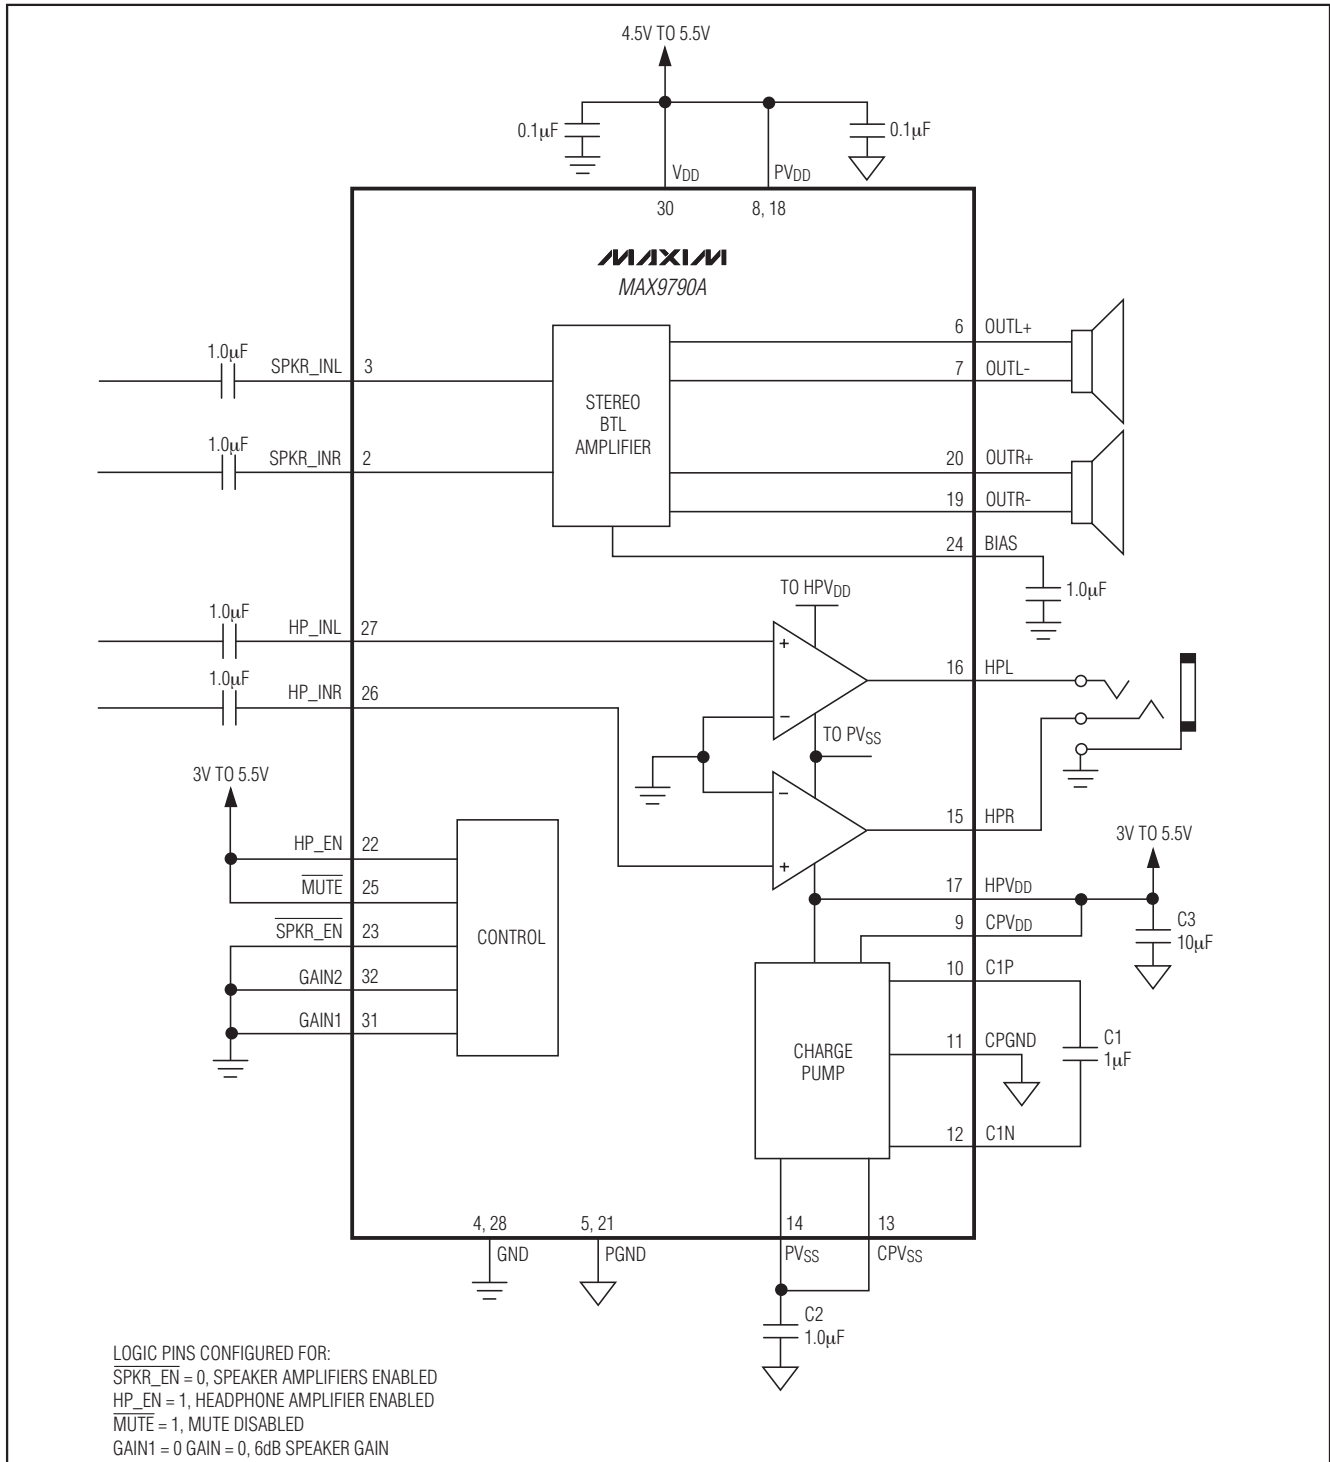 4.5V TO 5.5V
0.1µF
0.1µF
VDD
PVDD
30
8, 18
MAXIM
MAX9790A
1.0µF
SPKR_INL
3
1.0µF
SPKR_INR
2
STEREO
BTL
AMPLIFIER
6
OUTL+
7
OUTL-
20
OUTR+
19
OUTR-
24
BIAS
1.0µF
TO HPVDD
1.0µF
HP_INL
27
1.0µF
HP_INR
26
+
−
16
HPL
TO PVSS
−
+
15
HPR
3V TO 5.5V
HP_EN
22
MUTE
25
SPKR_EN
23
GAIN2
32
GAIN1
31
CONTROL
3V TO 5.5V
17
HPVDD
9
CPVDD
C3
10µF
10
C1P
11
CPGND
C1
1µF
12
C1N
CHARGE
PUMP
4, 28
GND
5, 21
PGND
14
PVSS
13
CPVSS
C2
1.0µF
LOGIC PINS CONFIGURED FOR:
SPKR_EN = 0, SPEAKER AMPLIFIERS ENABLED
HP_EN = 1, HEADPHONE AMPLIFIER ENABLED
MUTE = 1, MUTE DISABLED
GAIN1 = 0 GAIN = 0, 6dB SPEAKER GAIN